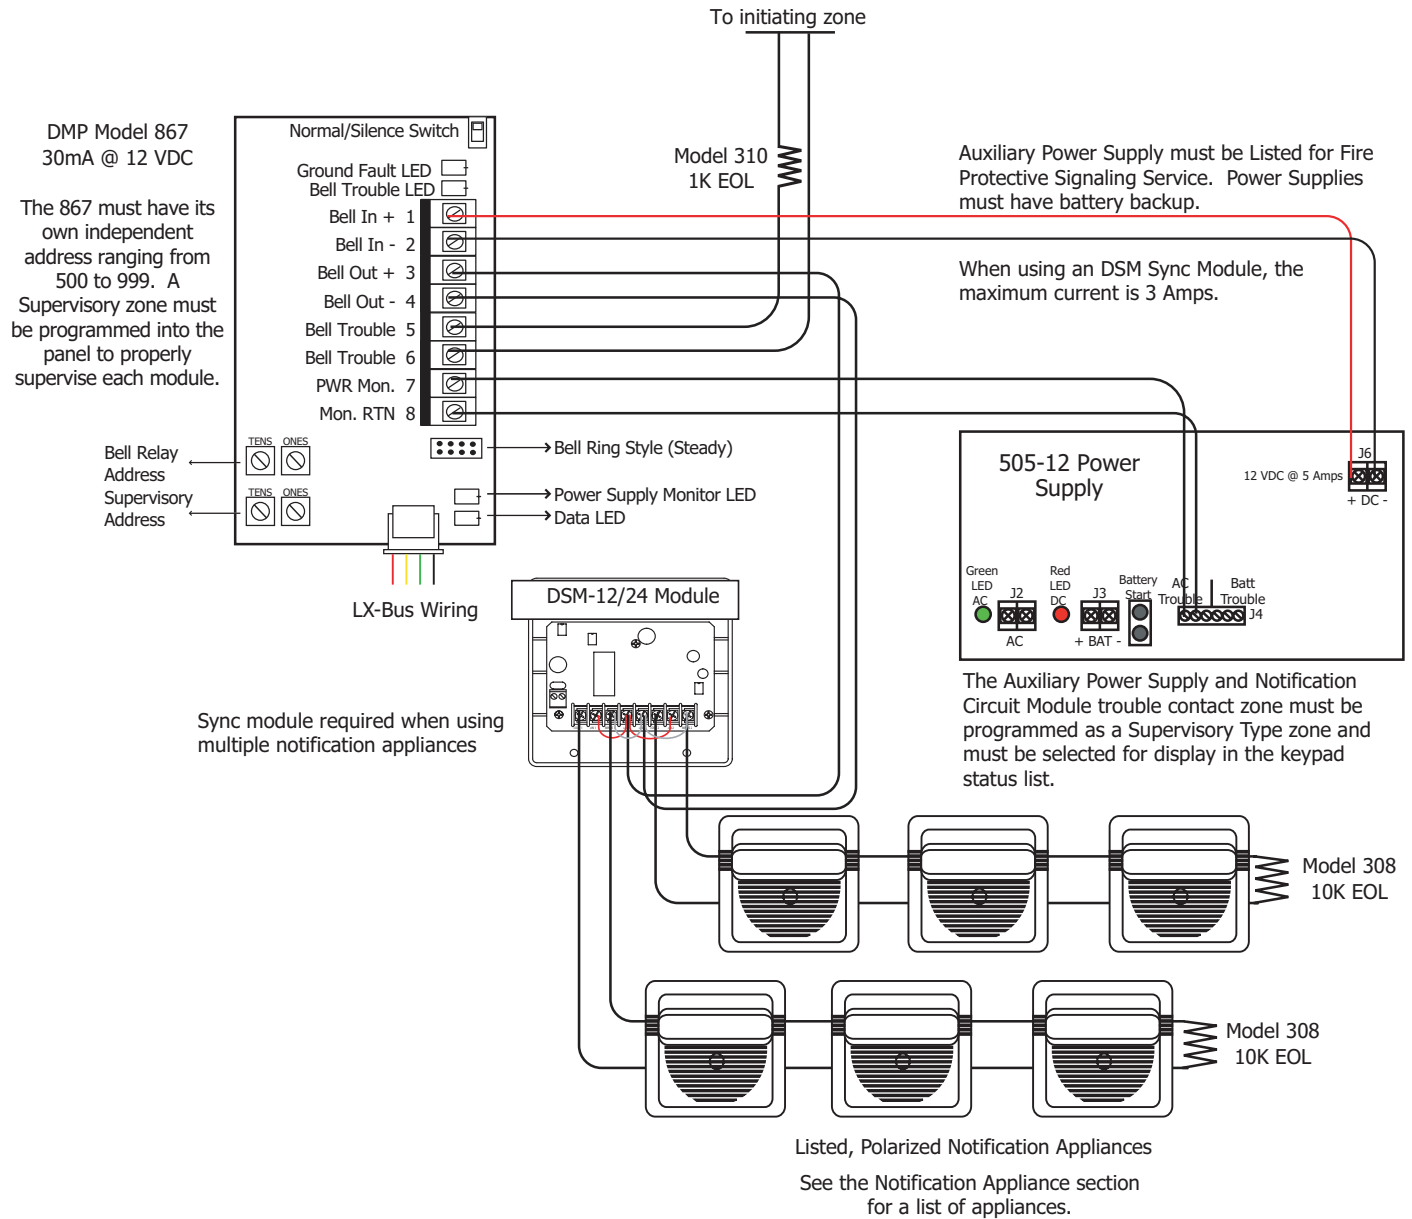 To initiating zone
DMP Model 867
30mA @ 12 VDC
The 867 must have its
own independent
address ranging from
500 to 999. A
Supervisory zone must
be programmed into the
panel to properly
supervise each module.
Normal/Silence Switch
Ground Fault LED
Bell Trouble LED
Bell In + 1
Bell In - 2
Bell Out + 3
Bell Out - 4
Bell Trouble 5
Bell Trouble 6
PWR Mon. 7
Mon. RTN 8
Model 310
1K EOL
Auxiliary Power Supply must be Listed for Fire
Protective Signaling Service. Power Supplies
must have battery backup.
When using an DSM Sync Module, the
maximum current is 3 Amps.
Bell Relay
Address
TENS ONES
Supervisory
Address
TENS ONES
Bell Ring Style (Steady)
Power Supply Monitor LED
Data LED
LX-Bus Wiring
505-12 Power
Supply
12 VDC @ 5 Amps
J6
+ DC -
Green
LED
AC
J2
AC
Red
LED
DC
J3
+ BAT -
Battery
Start
AC
Trouble
Batt
Trouble
J4
DSM-12/24 Module
Sync module required when using
multiple notification appliances
The Auxiliary Power Supply and Notification
Circuit Module trouble contact zone must be
programmed as a Supervisory Type zone and
must be selected for display in the keypad
status list.
Model 308
10K EOL
Model 308
10K EOL
Listed, Polarized Notification Appliances
See the Notification Appliance section
for a list of appliances.